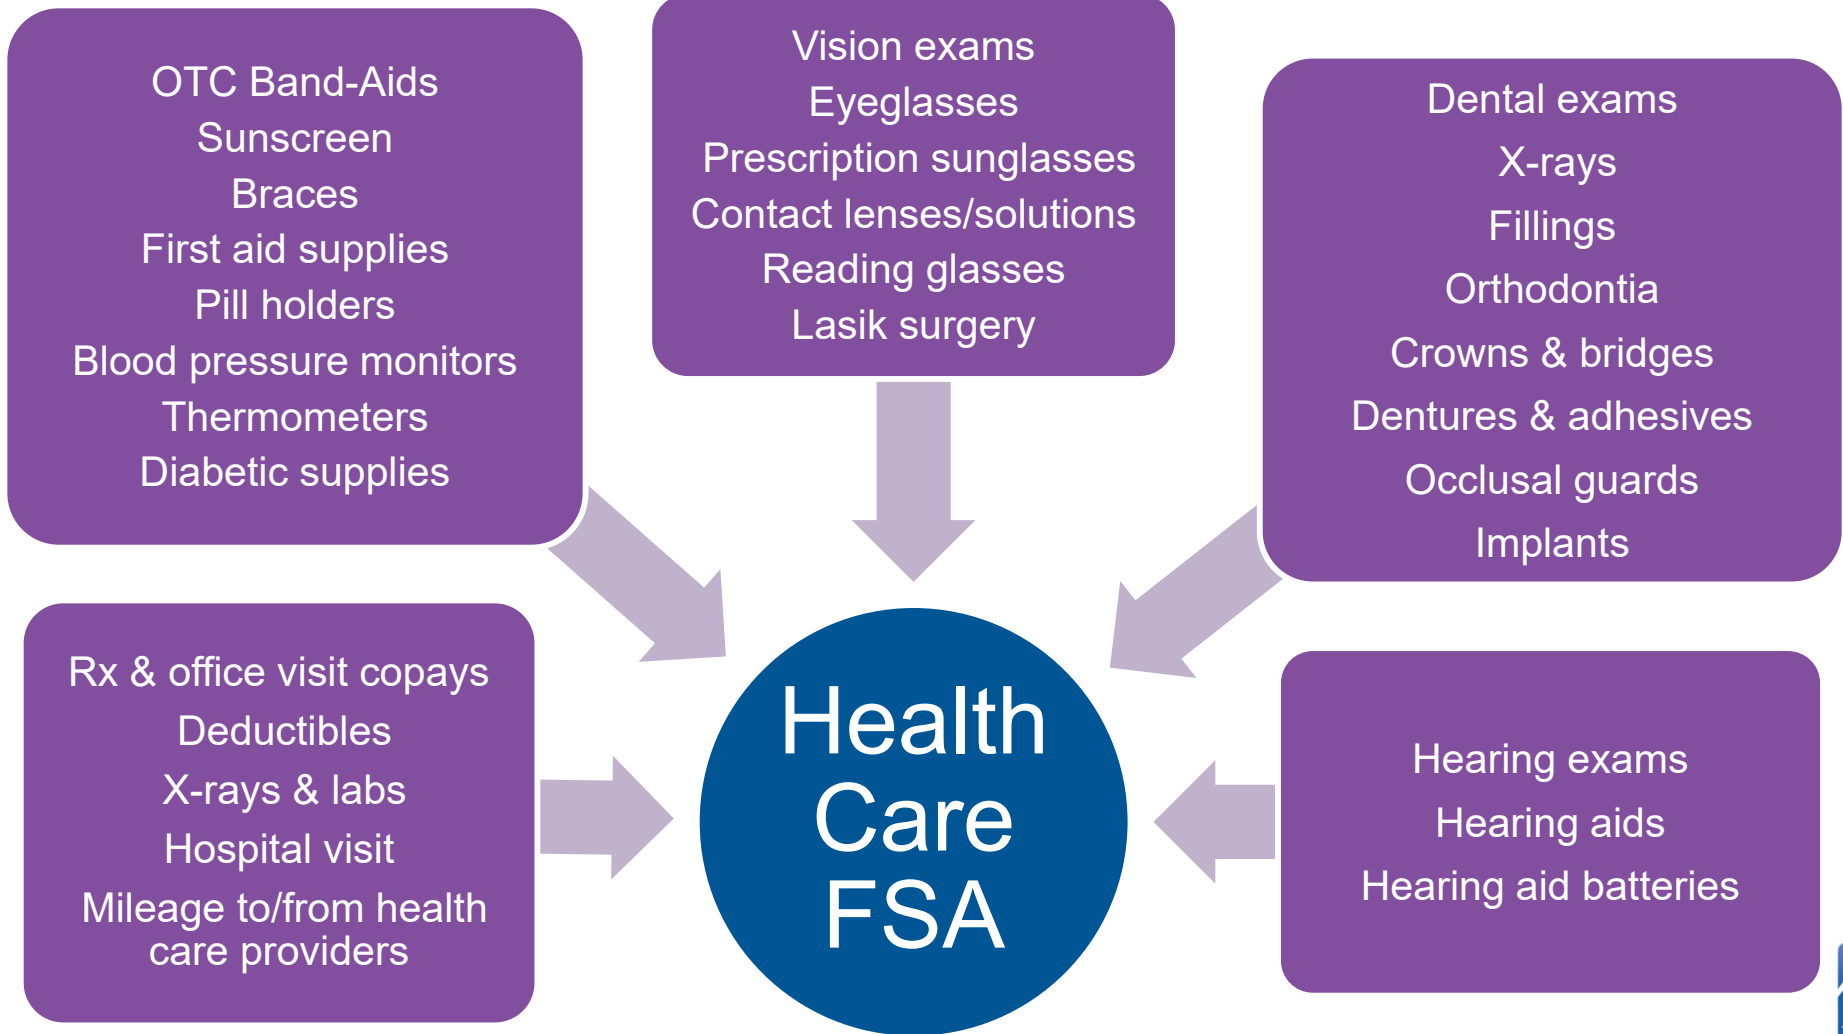 OTC Band-Aids
Sunscreen
Braces
First aid supplies
Pill holders
Blood pressure monitors
Thermometers
Diabetic supplies
Vision exams
Eyeglasses
Prescription sunglasses
Contact lenses/solutions
Reading glasses
Lasik surgery
Dental exams
X-rays
Fillings
Orthodontia
Crowns & bridges
Dentures & adhesives
Occlusal guards
Implants
Rx & office visit copays
Deductibles
X-rays & labs
Hospital visit
Mileage to/from health
care providers
Health
Care
FSA
Hearing exams
Hearing aids
Hearing aid batteries